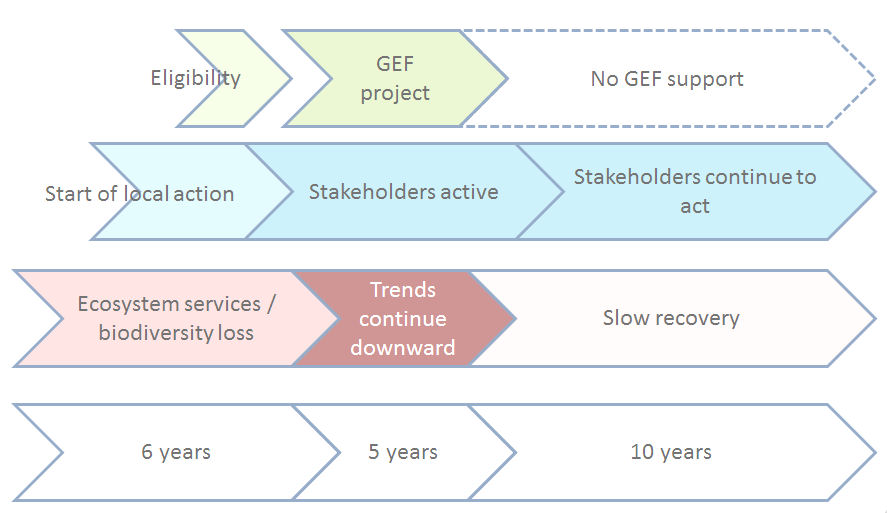 Eligibility
GEF
project
No GEF support
Start of local action
Stakeholders active
Stakeholders continue to
act
Ecosystem services /
biodiversity loss
Trends
continue
downward
Slow recovery
6 years
5 years
10 years